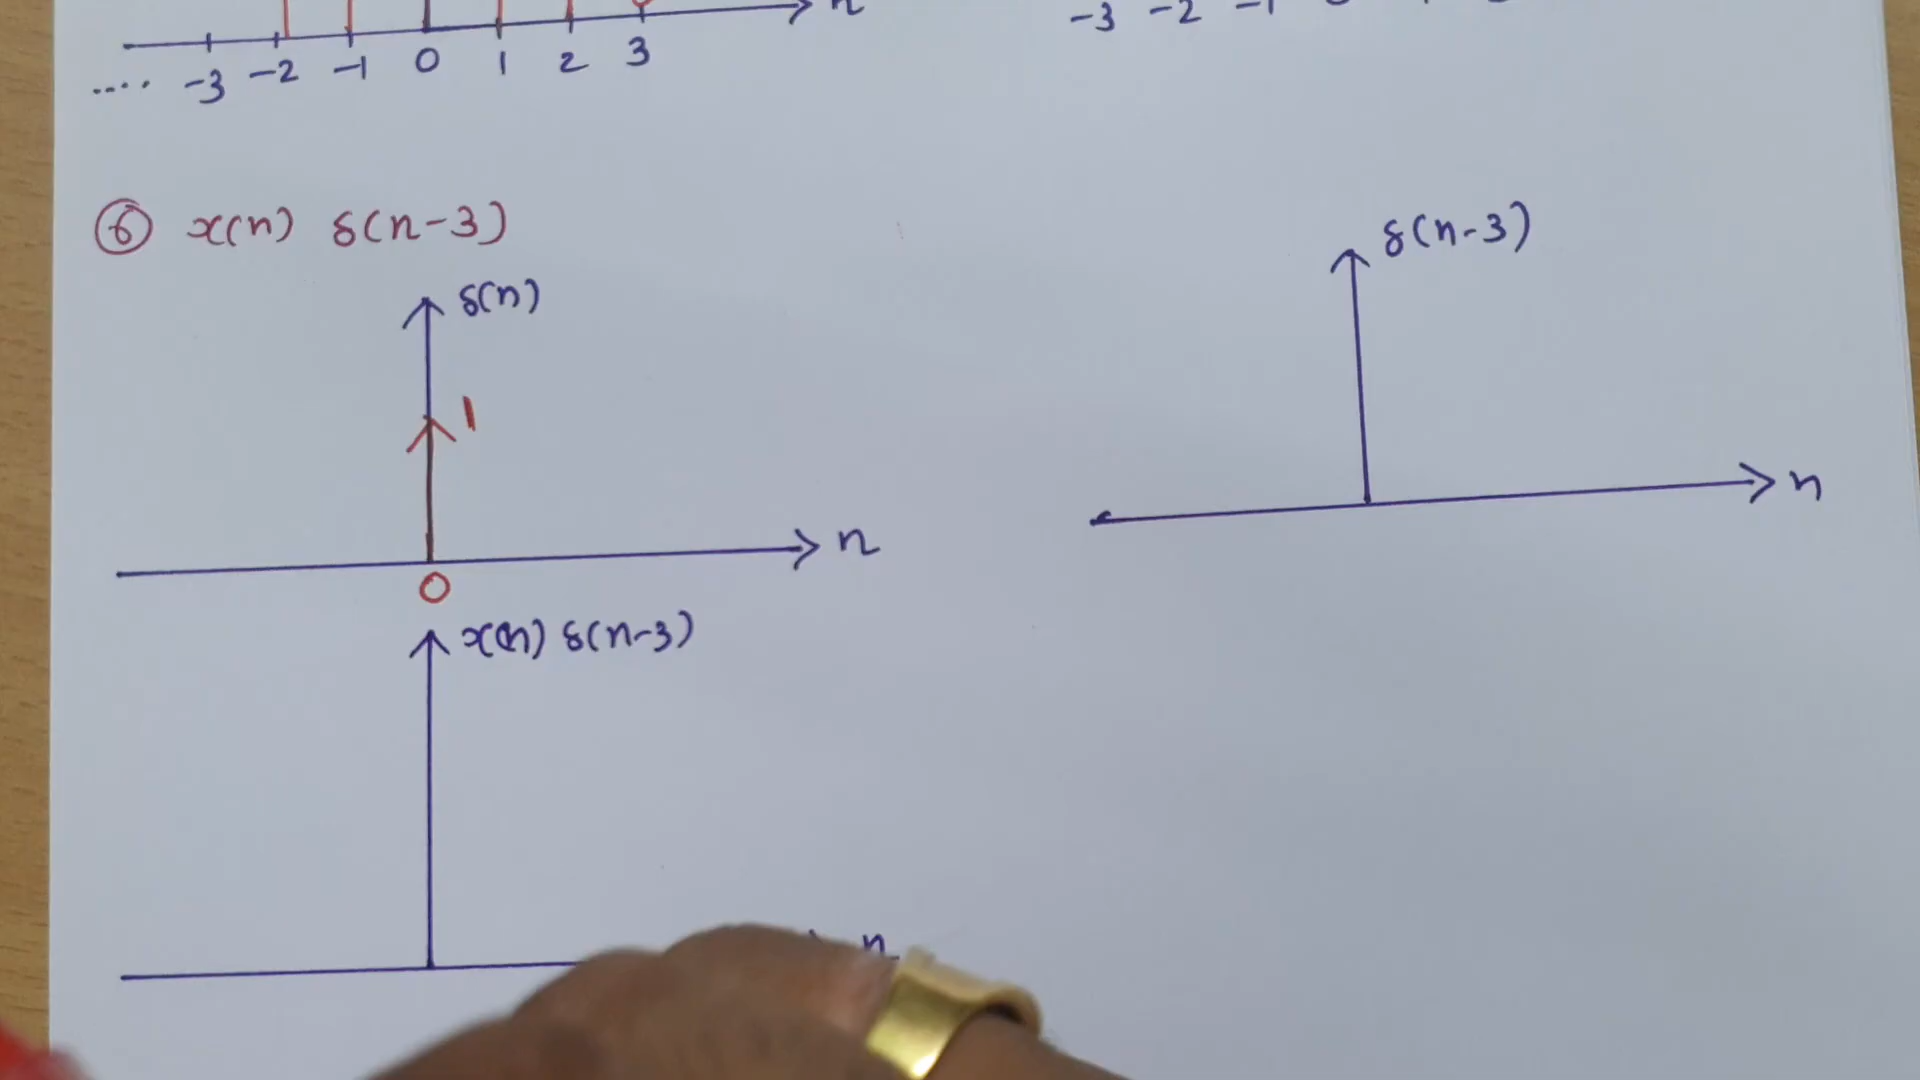 n
-3 -2 -1
.... -3 -2 -1 0 1 2 3
⑥ x(n) δ(n-3)
δ(n)
1
n
0
δ(n-3)
n
x(n) δ(n-3)
n